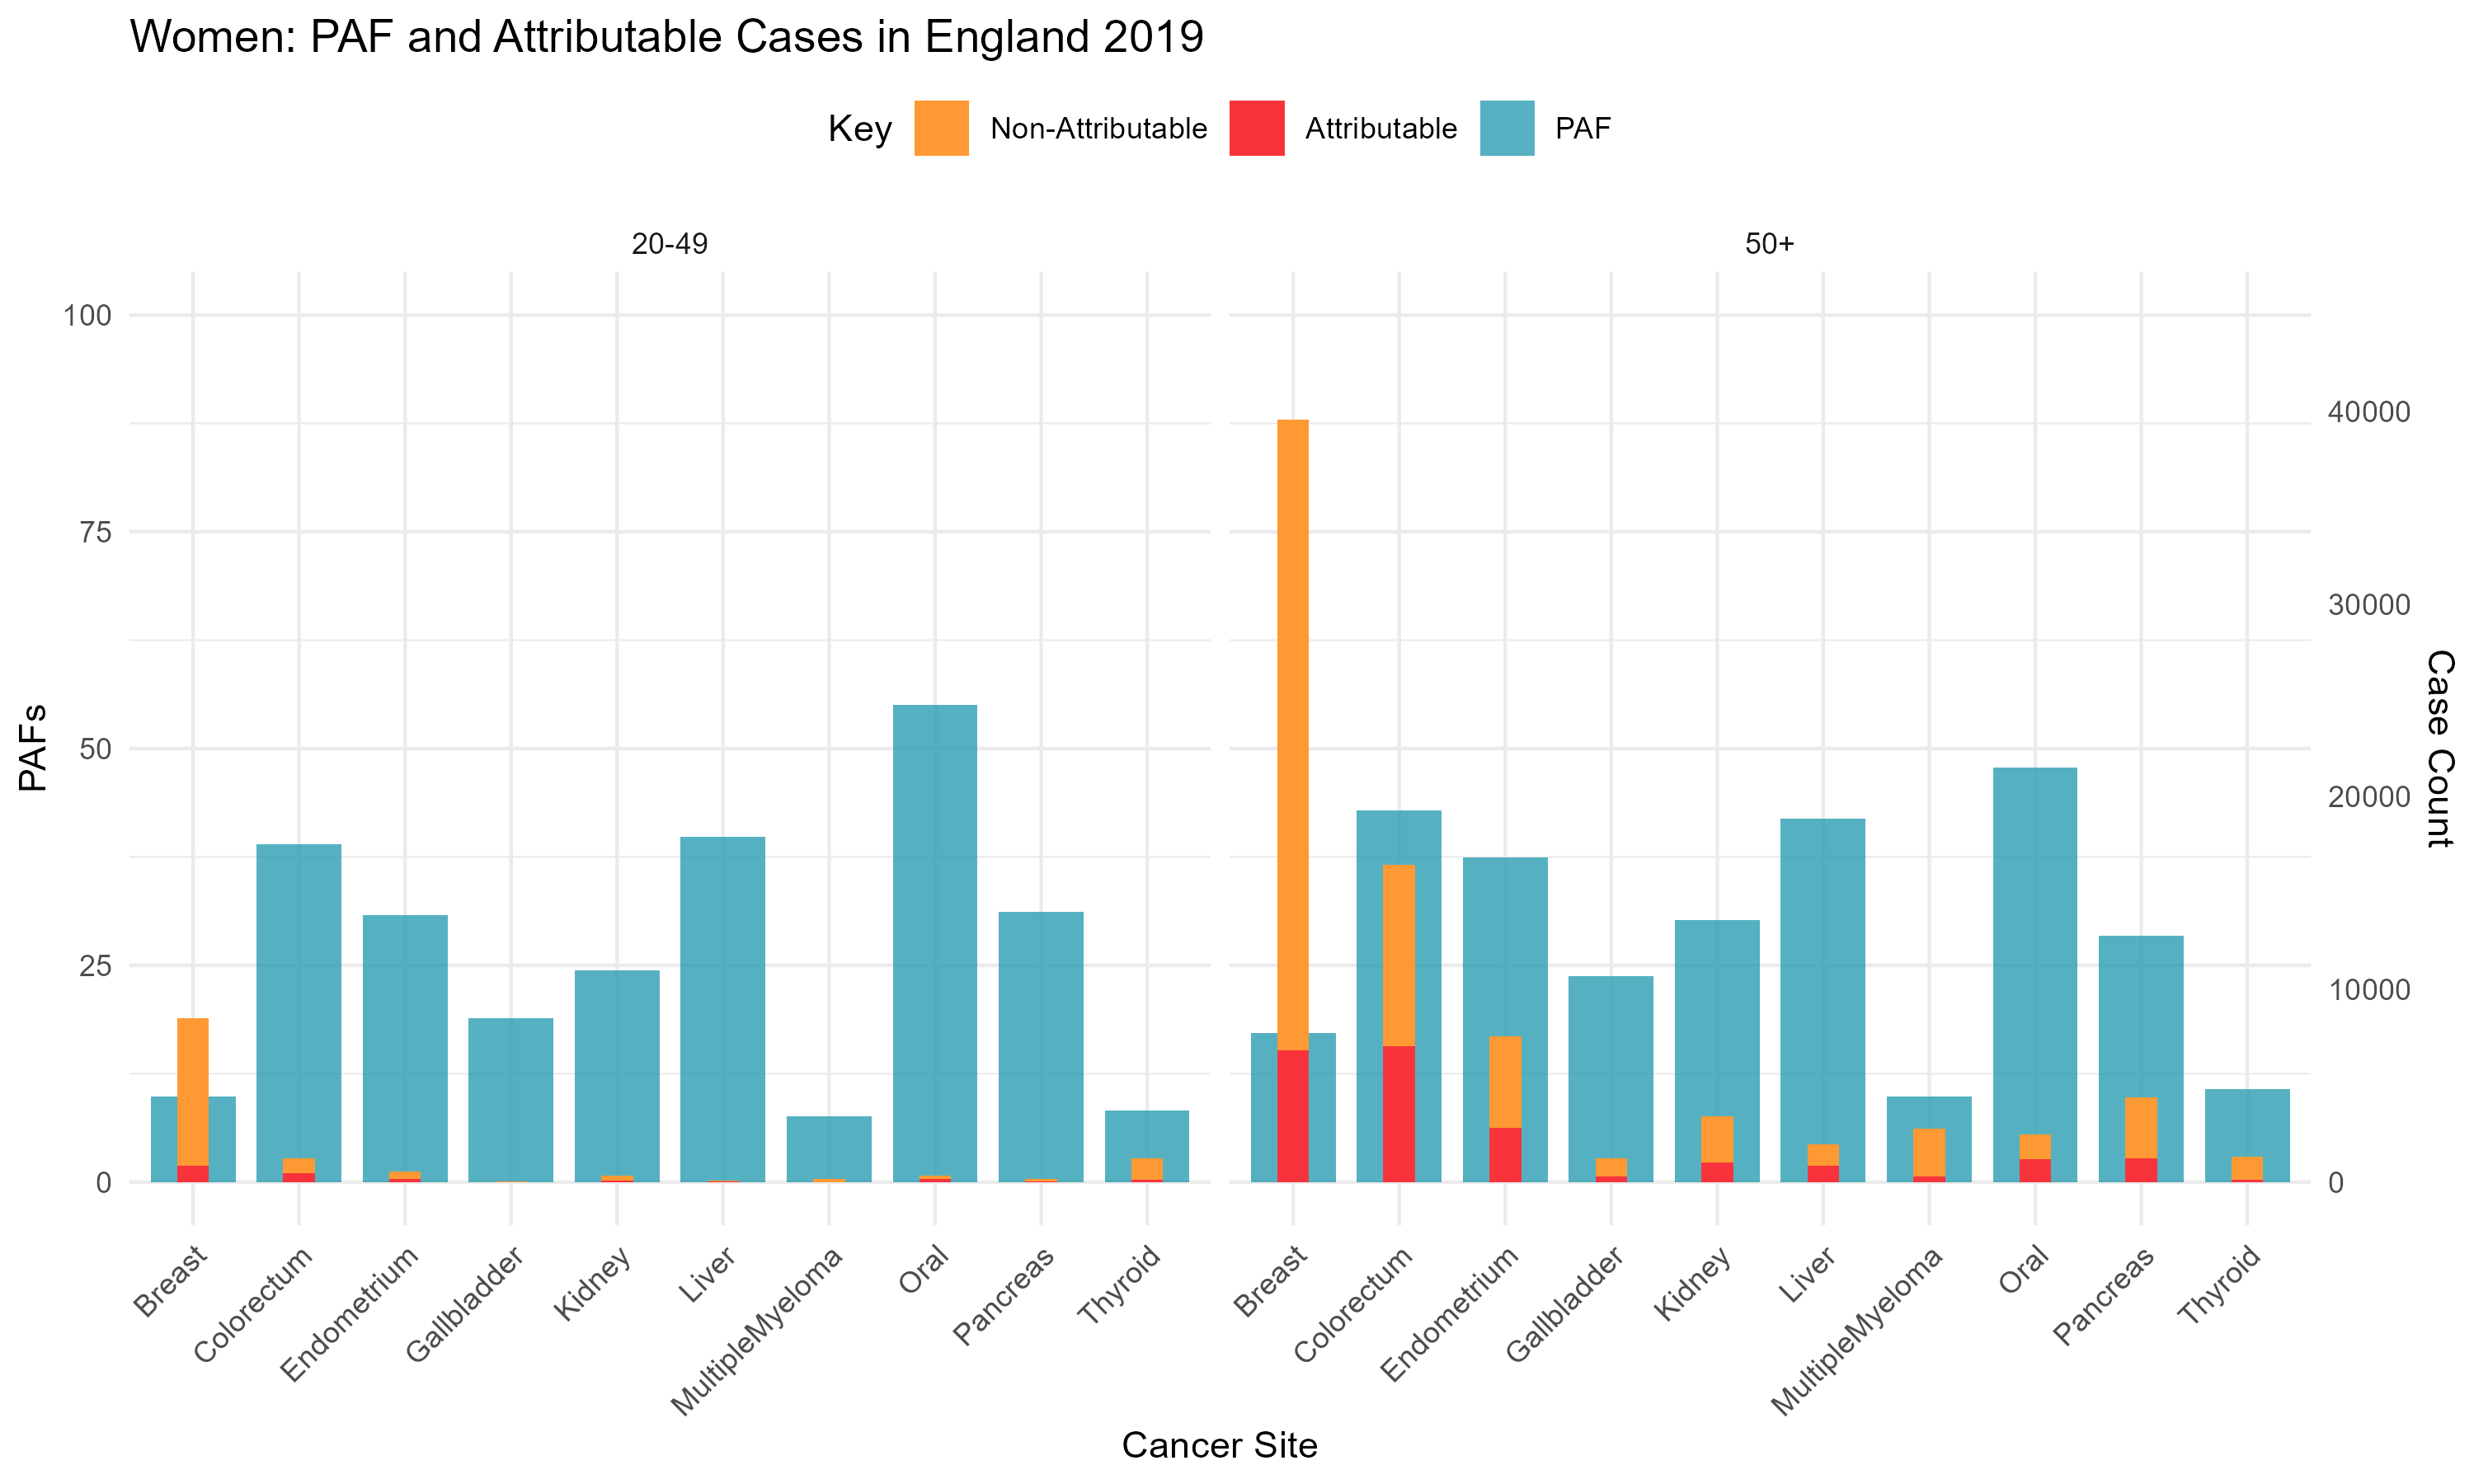 Women: PAF and Attributable Cases in England 2019
Key Non-Attributable Attributable PAF
20-49 50+
100
75
50
25
0
PAFs
40000
30000
20000
10000
0
Case Count
Breast Colorectum Endometrium Gallbladder Kidney Liver MultipleMyeloma Oral Pancreas Thyroid
Breast Colorectum Endometrium Gallbladder Kidney Liver MultipleMyeloma Oral Pancreas Thyroid
Cancer Site